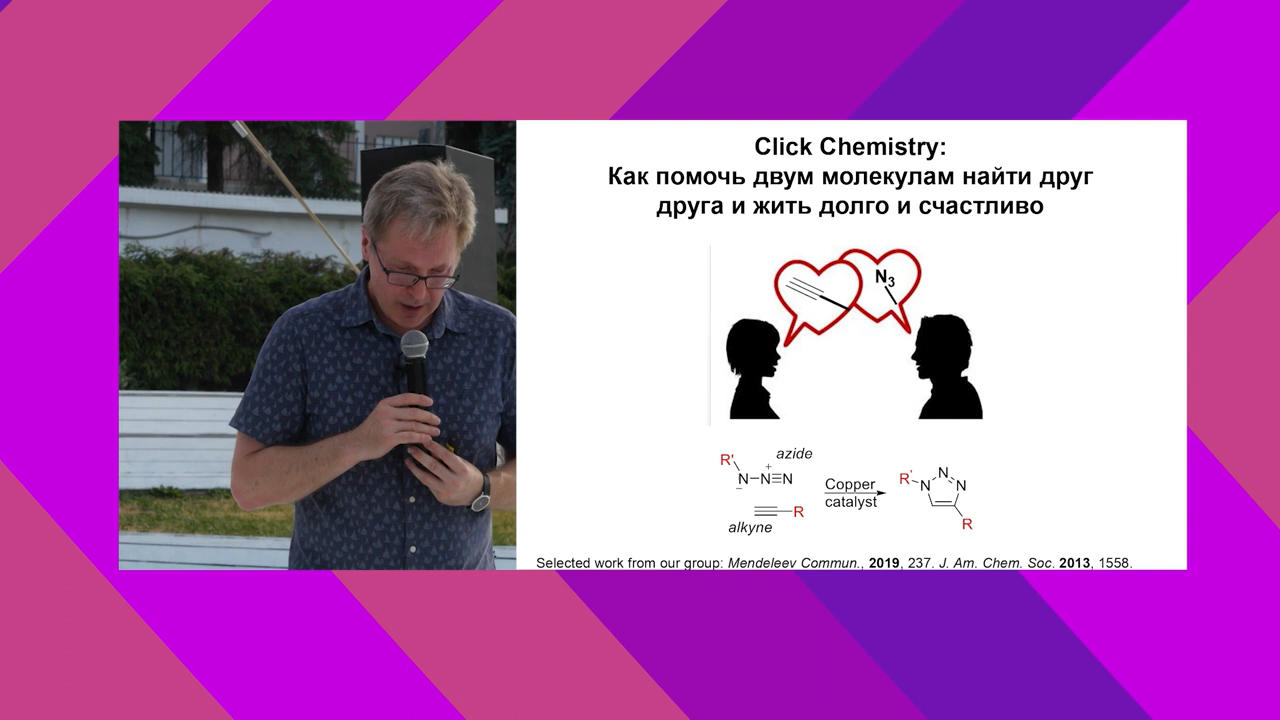 Click Chemistry:
Как помочь двум молекулам найти друг
друга и жить долго и счастливо
N3
R'
azide
N–N≡N
+
−
R
alkyne
Copper
catalyst
R'
N
N
N
R
Selected work from our group: Mendeleev Commun., 2019, 237. J. Am. Chem. Soc. 2013, 1558.